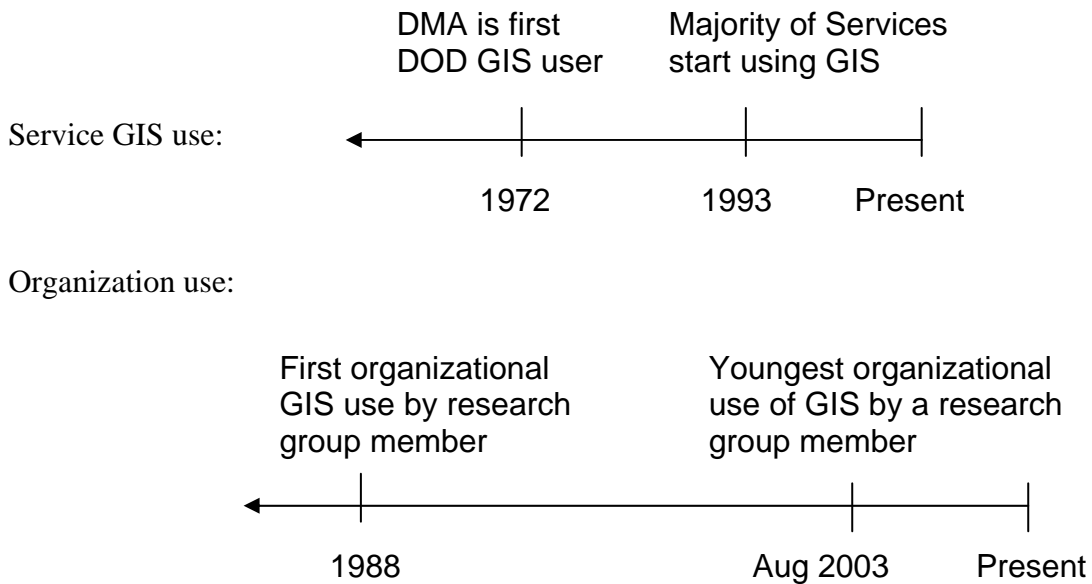 DMA is first
DOD GIS user
Majority of Services
start using GIS
Service GIS use:
1972
1993
Present
Organization use:
First organizational
GIS use by research
group member
Youngest organizational
use of GIS by a research
group member
1988
Aug 2003
Present